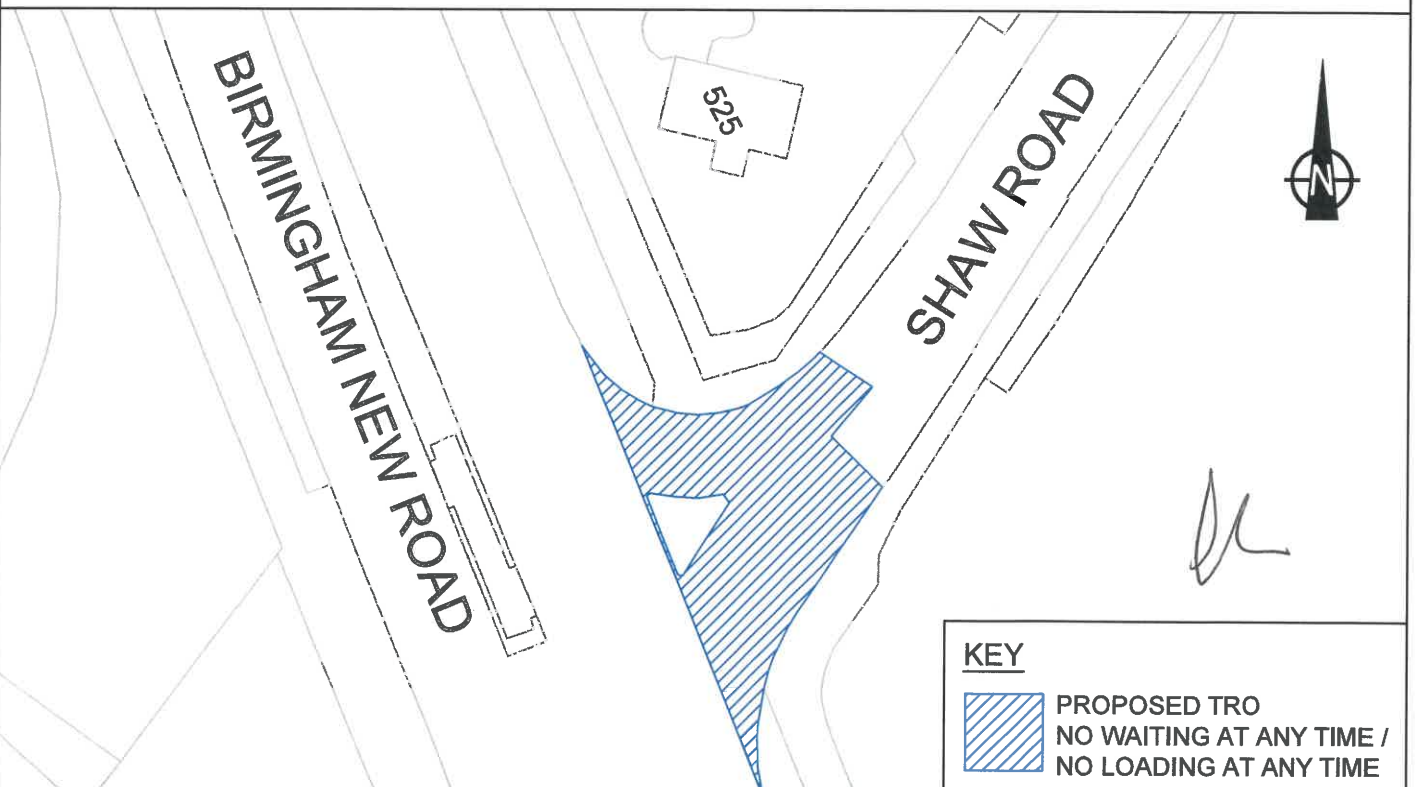 BIRMINGHAM NEW ROAD
525
SHAW ROAD
N
KEY
PROPOSED TRO
NO WAITING AT ANY TIME /
NO LOADING AT ANY TIME